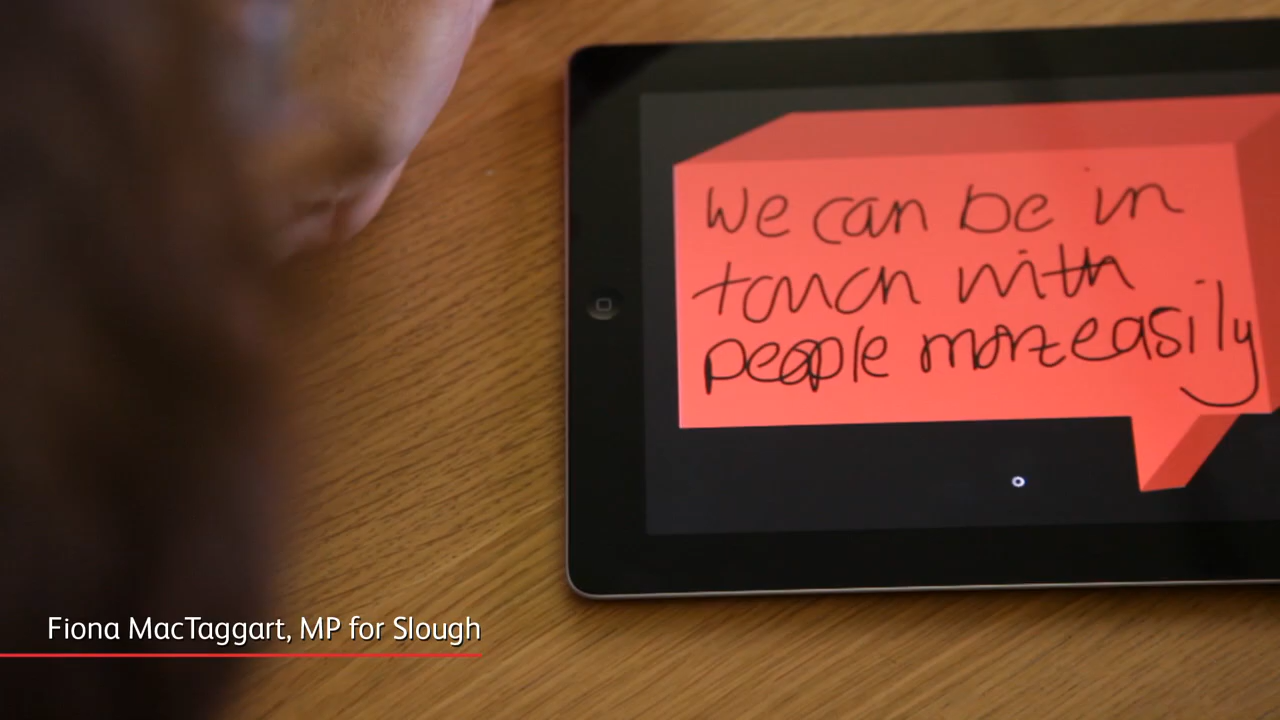 We can be in
touch with
people more easily
Fiona MacTaggart, MP for Slough